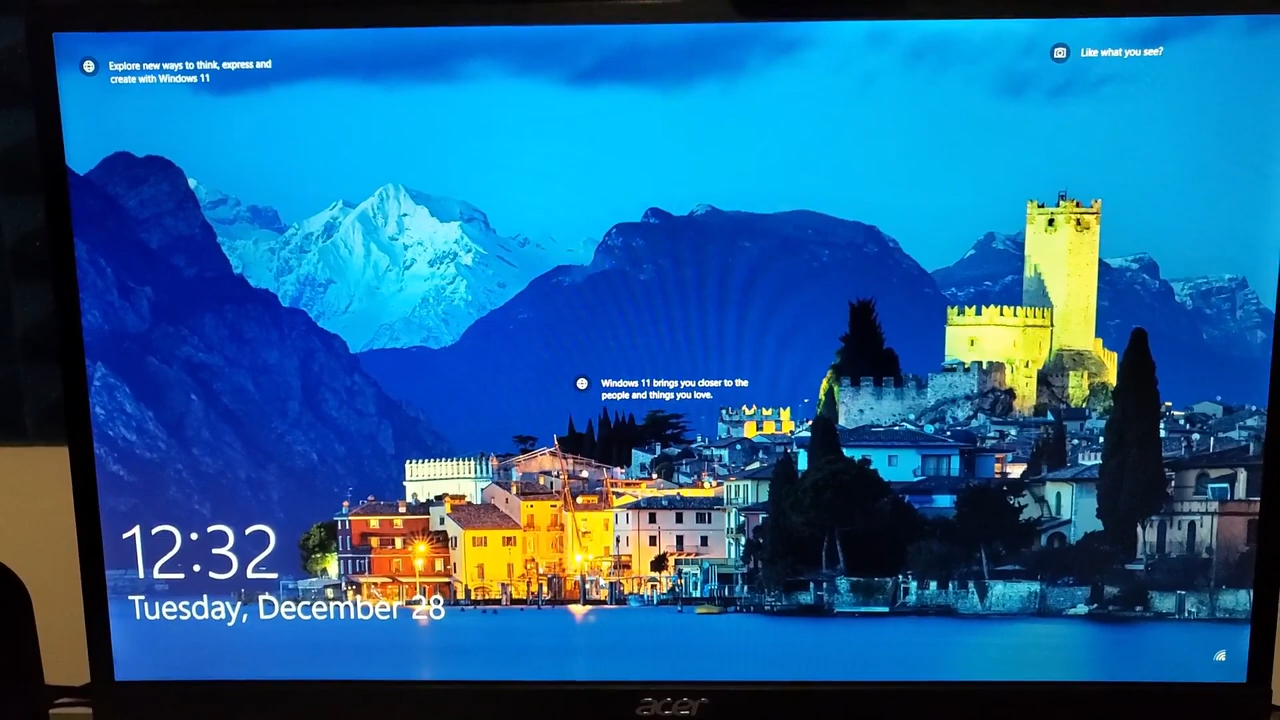 Explore new ways to think, express and
create with Windows 11
Like what you see?
Windows 11 brings you closer to the
people and things you love.
12:32
Tuesday, December 28
acer